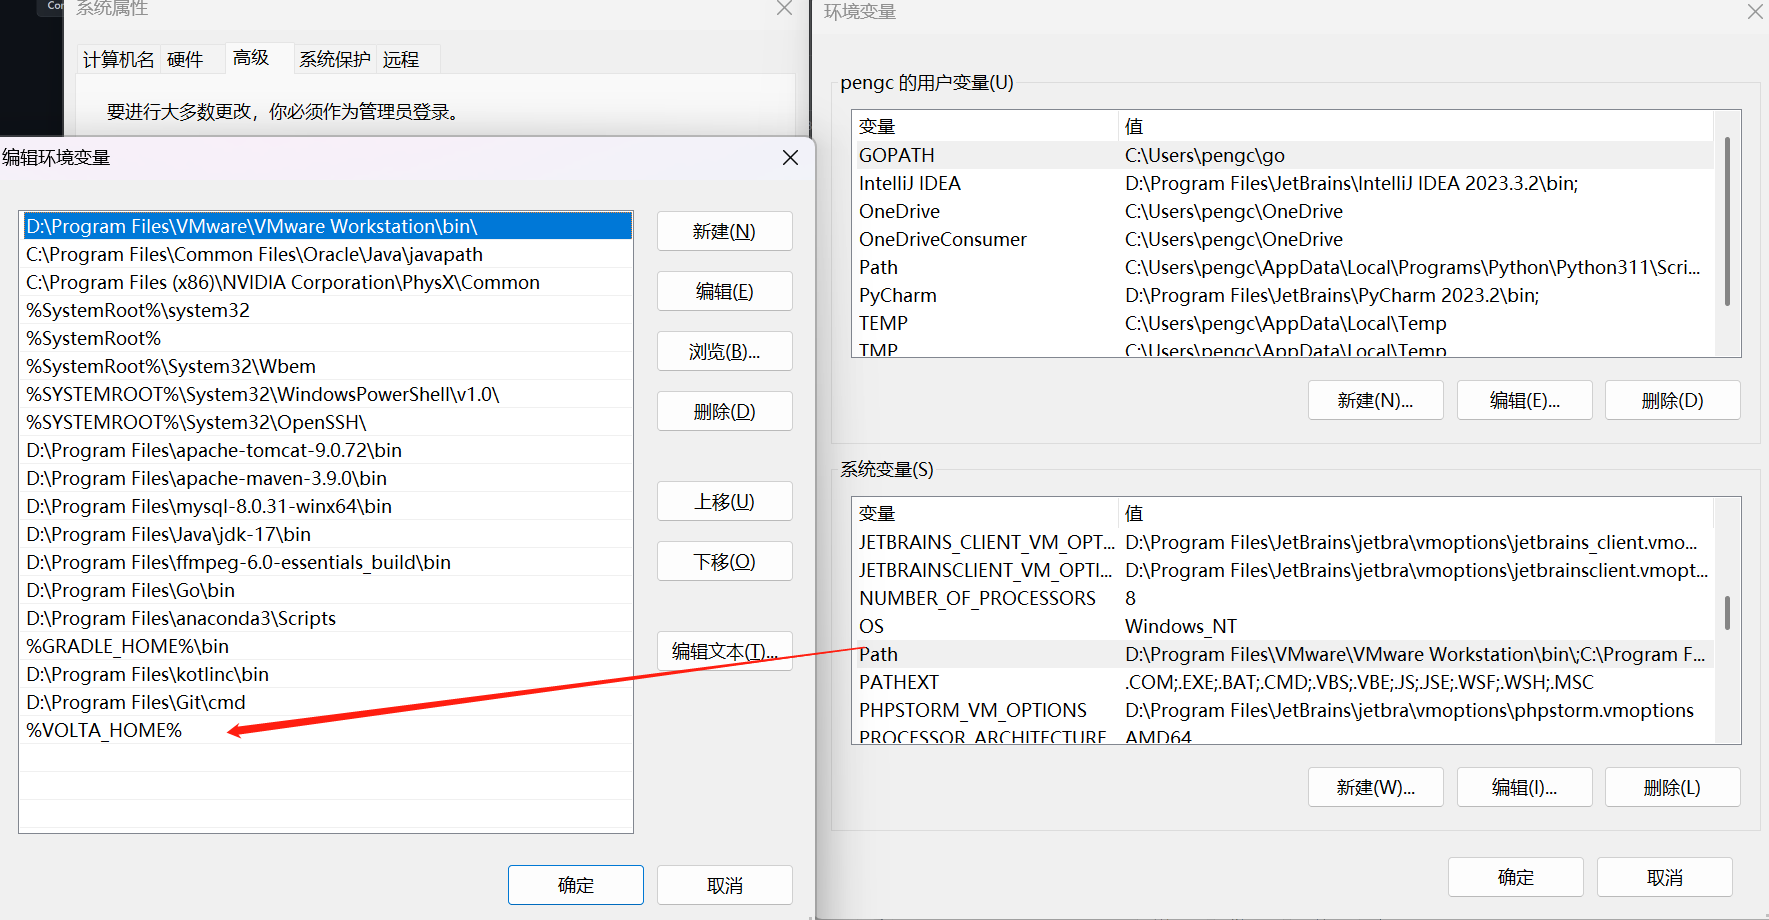 Cor
系统属性
计算机名
硬件
高级
系统保护
远程
要进行大多数更改，你必须作为管理员登录。
编辑环境变量
D:\Program Files\VMware\VMware Workstation\bin\
C:\Program Files\Common Files\Oracle\Java\javapath
C:\Program Files (x86)\NVIDIA Corporation\PhysX\Common
%SystemRoot%\system32
%SystemRoot%
%SystemRoot%\System32\Wbem
%SYSTEMROOT%\System32\WindowsPowerShell\v1.0\
%SYSTEMROOT%\System32\OpenSSH\
D:\Program Files\apache-tomcat-9.0.72\bin
D:\Program Files\apache-maven-3.9.0\bin
D:\Program Files\mysql-8.0.31-winx64\bin
D:\Program Files\Java\jdk-17\bin
D:\Program Files\ffmpeg-6.0-essentials_build\bin
D:\Program Files\Go\bin
D:\Program Files\anaconda3\Scripts
%GRADLE_HOME%\bin
D:\Program Files\kotlinc\bin
D:\Program Files\Git\cmd
%VOLTA_HOME%
新建(N)
编辑(E)
浏览(B)...
删除(D)
上移(U)
下移(O)
编辑文本(T)...
确定
取消
环境变量
pengc 的用户变量(U)
变量 值
GOPATH C:\Users\pengc\go
IntelliJ IDEA D:\Program Files\JetBrains\IntelliJ IDEA 2023.3.2\bin;
OneDrive C:\Users\pengc\OneDrive
OneDriveConsumer C:\Users\pengc\OneDrive
Path C:\Users\pengc\AppData\Local\Programs\Python\Python311\Scri...
PyCharm D:\Program Files\JetBrains\PyCharm 2023.2\bin;
TEMP C:\Users\pengc\AppData\Local\Temp
TMP C:\Users\pengc\AppData\Local\Temp
新建(N)... 编辑(E)... 删除(D)
系统变量(S)
变量 值
JETBRAINS_CLIENT_VM_OPT... D:\Program Files\JetBrains\jetbra\vmoptions\jetbrains_client.vmo...
JETBRAINSCLIENT_VM_OPTI... D:\Program Files\JetBrains\jetbra\vmoptions\jetbrainsclient.vmopt...
NUMBER_OF_PROCESSORS 8
OS Windows_NT
Path D:\Program Files\VMware\VMware Workstation\bin\;C:\Program F...
PATHEXT .COM;.EXE;.BAT;.CMD;.VBS;.VBE;.JS;.JSE;.WSF;.WSH;.MSC
PHPSTORM_VM_OPTIONS D:\Program Files\JetBrains\jetbra\vmoptions\phpstorm.vmoptions
PROCESSOR_ARCHITECTURE AMD64
新建(W)... 编辑(I)... 删除(L)
确定 取消